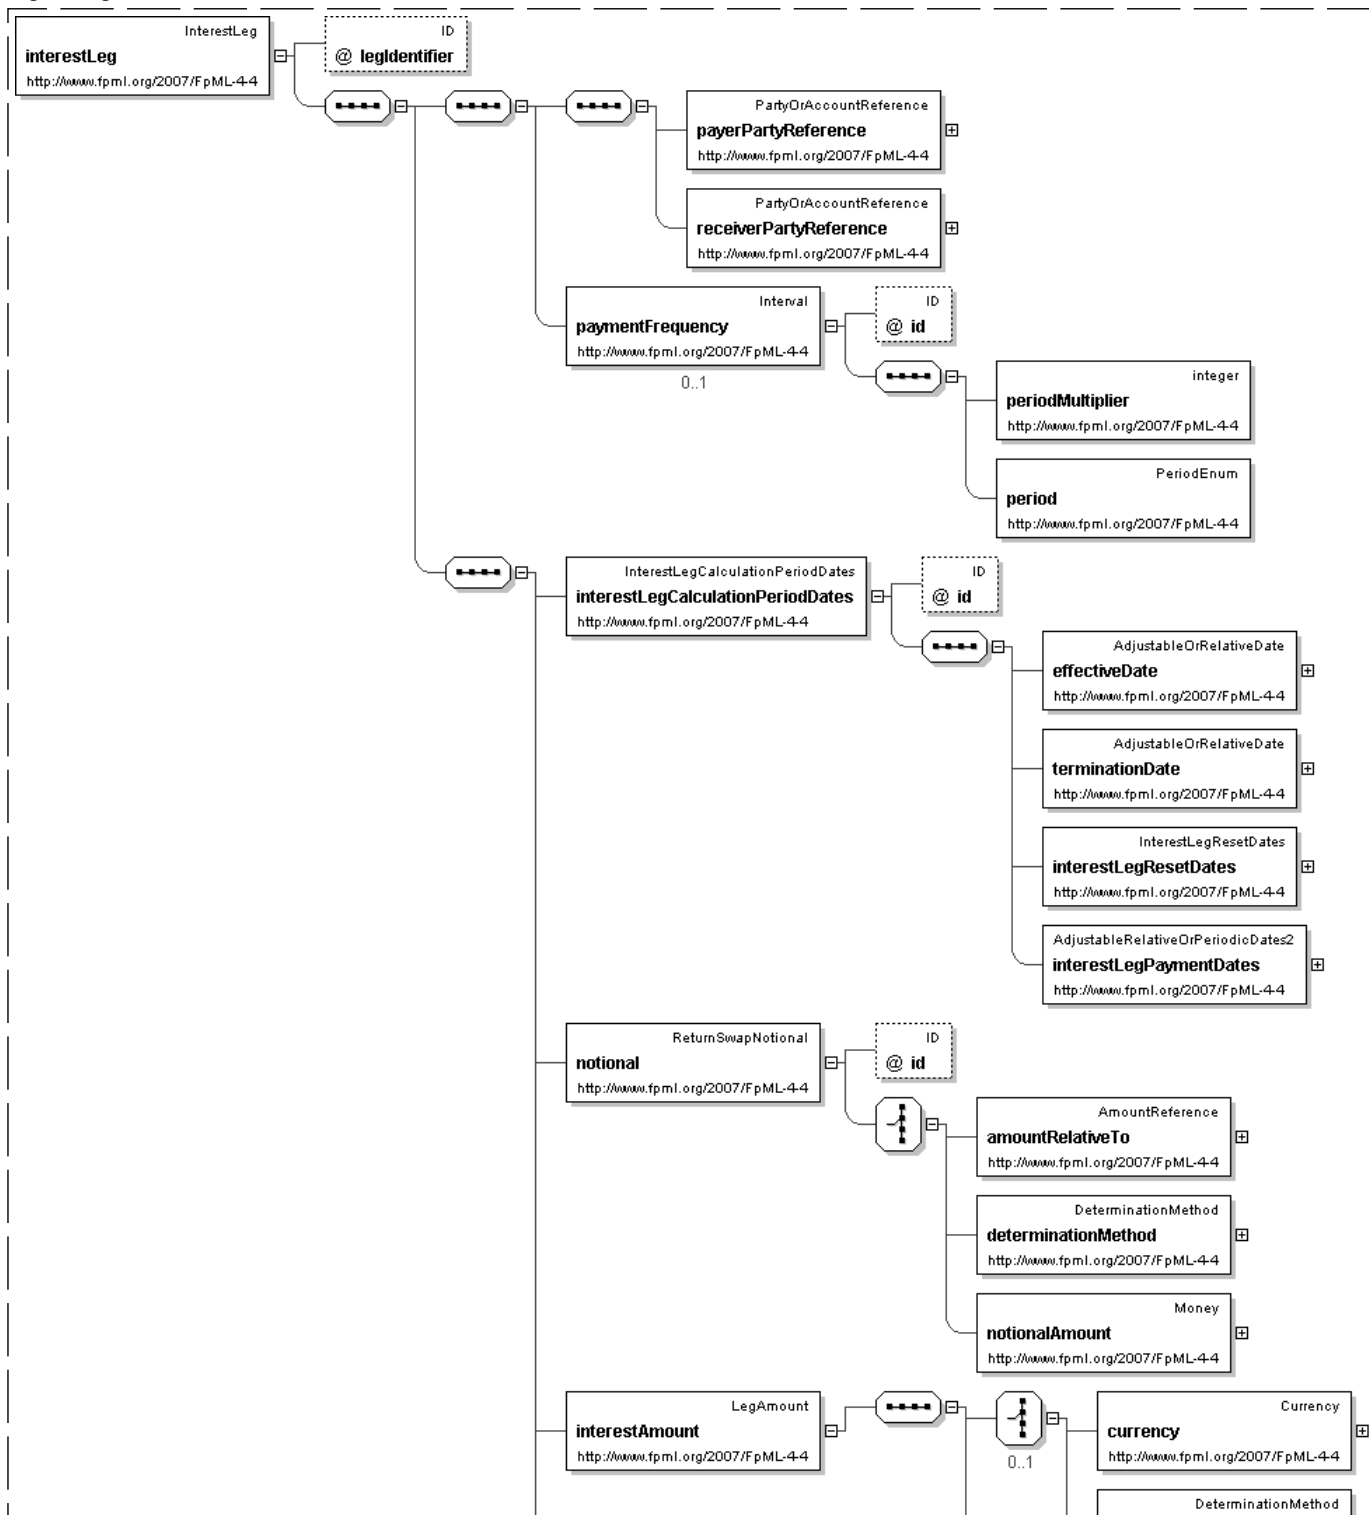 InterestLeg
interestLeg
http://www.fpml.org/2007/FpML-4-4
ID
@ legIdentifier
PartyOrAccountReference
payerPartyReference
http://www.fpml.org/2007/FpML-4-4
PartyOrAccountReference
receiverPartyReference
http://www.fpml.org/2007/FpML-4-4
Interval
paymentFrequency
http://www.fpml.org/2007/FpML-4-4
0..1
ID
@ id
integer
periodMultiplier
http://www.fpml.org/2007/FpML-4-4
PeriodEnum
period
http://www.fpml.org/2007/FpML-4-4
InterestLegCalculationPeriodDates
interestLegCalculationPeriodDates
http://www.fpml.org/2007/FpML-4-4
ID
@ id
AdjustableOrRelativeDate
effectiveDate
http://www.fpml.org/2007/FpML-4-4
AdjustableOrRelativeDate
terminationDate
http://www.fpml.org/2007/FpML-4-4
InterestLegResetDates
interestLegResetDates
http://www.fpml.org/2007/FpML-4-4
AdjustableRelativeOrPeriodicDates2
interestLegPaymentDates
http://www.fpml.org/2007/FpML-4-4
ReturnSwapNotional
notional
http://www.fpml.org/2007/FpML-4-4
ID
@ id
AmountReference
amountRelativeTo
http://www.fpml.org/2007/FpML-4-4
DeterminationMethod
determinationMethod
http://www.fpml.org/2007/FpML-4-4
Money
notionalAmount
http://www.fpml.org/2007/FpML-4-4
LegAmount
interestAmount
http://www.fpml.org/2007/FpML-4-4
0..1
Currency
currency
http://www.fpml.org/2007/FpML-4-4
DeterminationMethod